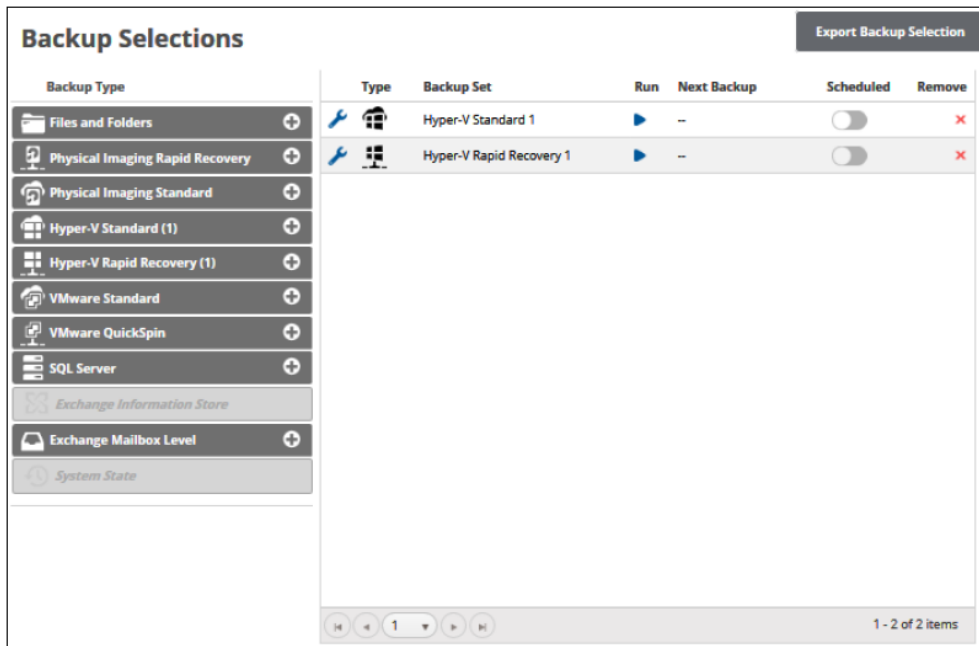 Backup Selections
Export Backup Selection
Backup Type
Type Backup Set Run Next Backup Scheduled Remove
Files and Folders
Physical Imaging Rapid Recovery
Physical Imaging Standard
Hyper-V Standard (1)
Hyper-V Rapid Recovery (1)
VMware Standard
VMware QuickSpin
SQL Server
Exchange Information Store
Exchange Mailbox Level
System State
Hyper-V Standard 1 --
Hyper-V Rapid Recovery 1 --
1
1 - 2 of 2 items